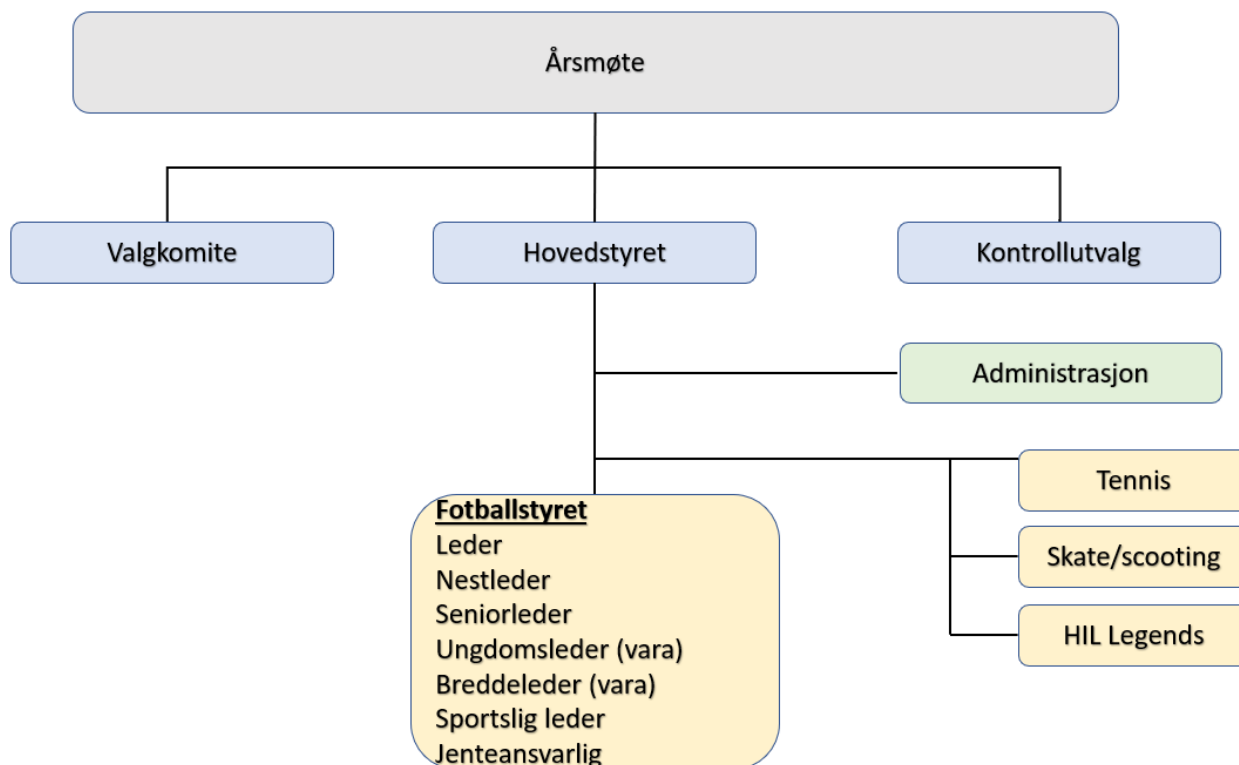 Årsmøte
Valgkomite
Hovedstyret
Kontrollutvalg
Administrasjon
Tennis
Skate/scooting
HIL Legends
Fotballstyret
Leder
Nestleder
Seniorleder
Ungdomsleder (vara)
Breddeleder (vara)
Sportslig leder
Jenteansvarlig